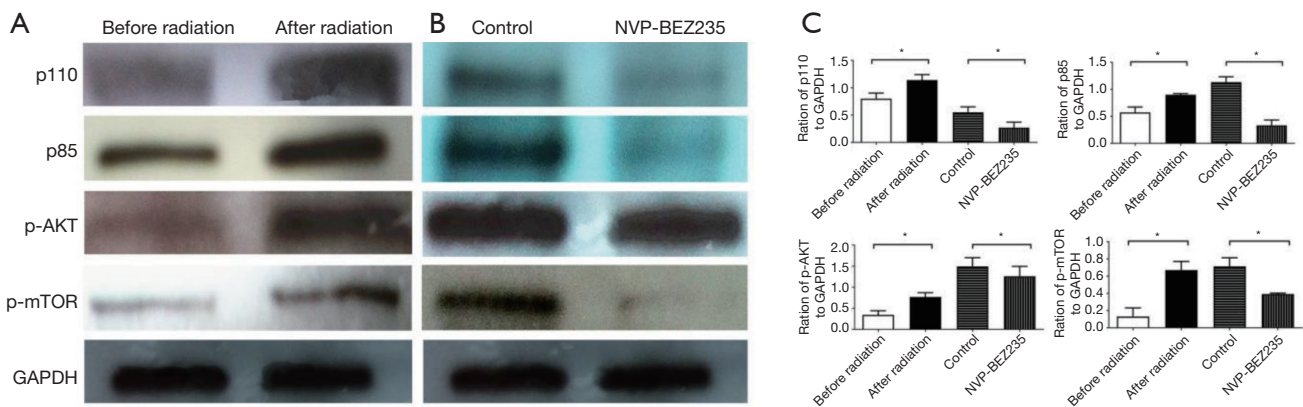 A
Before radiation After radiation
p110
p85
p-AKT
p-mTOR
GAPDH
B
Control NVP-BEZ235
C
Ration of p110
to GAPDH
1.5
1.0
0.5
0.0
*
*
Before radiation
After radiation
Control
NVP-BEZ235
Ration of p85
to GAPDH
1.5
1.0
0.5
0.0
*
*
Before radiation
After radiation
Control
NVP-BEZ235
Ration of p-AKT
to GAPDH
2.0
1.5
1.0
0.5
0.0
*
*
Before radiation
After radiation
Control
NVP-BEZ235
Ration of p-mTOR
to GAPDH
1.0
0.8
0.6
0.4
0.2
0.0
*
*
Before radiation
After radiation
Control
NVP-BEZ235